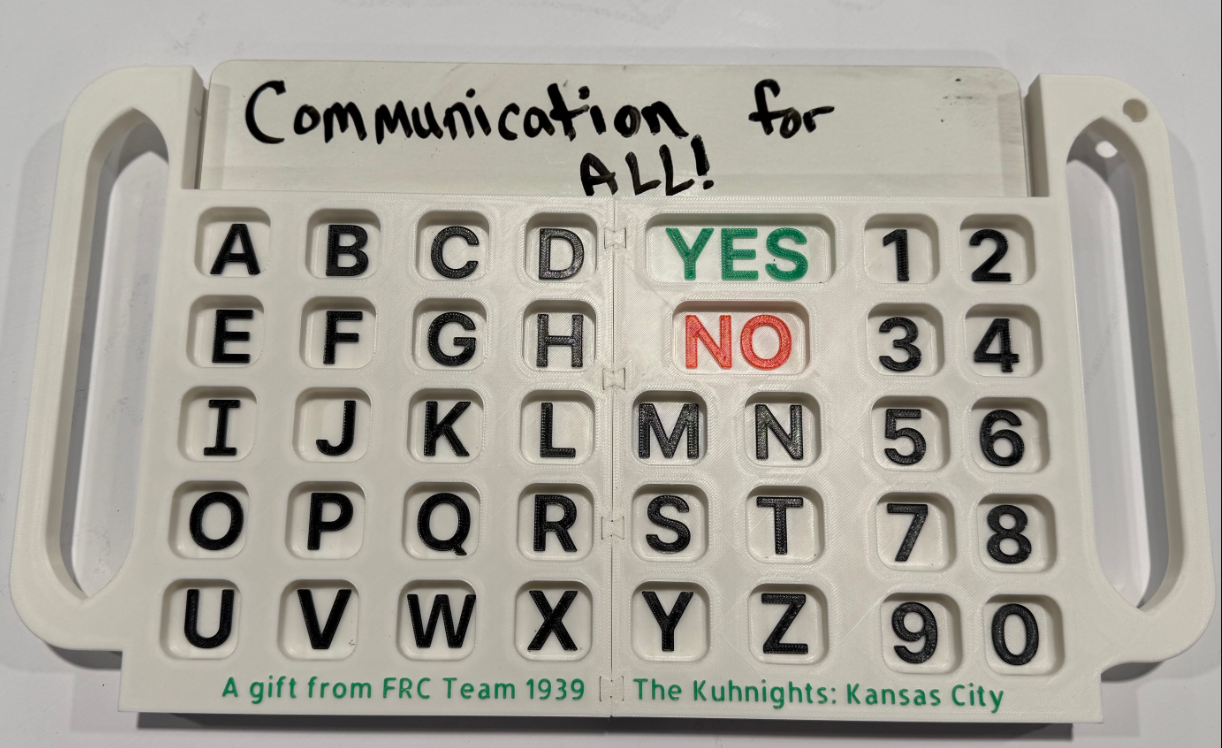 Communication for
ALL!
A B C D YES 1 2
E F G H NO 3 4
I J K L M N 5 6
O P Q R S T 7 8
U V W X Y Z 9 0
A gift from FRC Team 1939 The Kuhnights: Kansas City